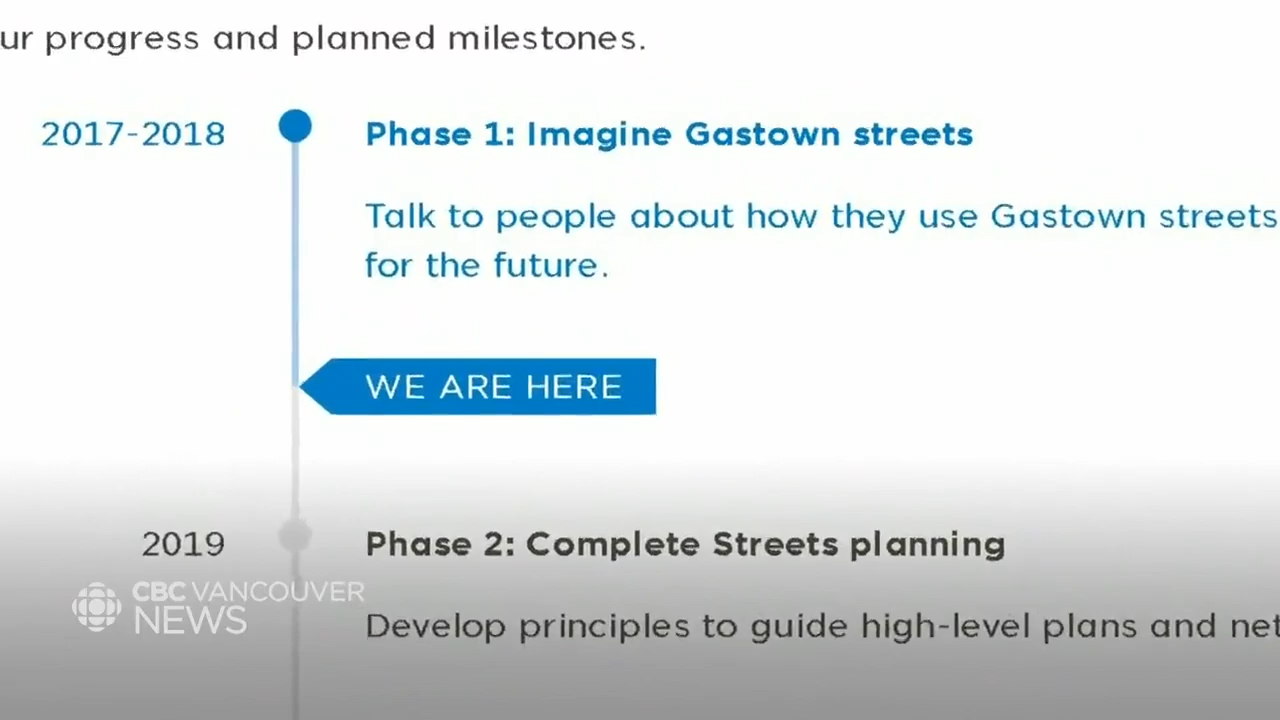 ur progress and planned milestones.
2017-2018
Phase 1: Imagine Gastown streets
Talk to people about how they use Gastown streets
for the future.
WE ARE HERE
2019
Phase 2: Complete Streets planning
CBC VANCOUVER
NEWS
Develop principles to guide high-level plans and net